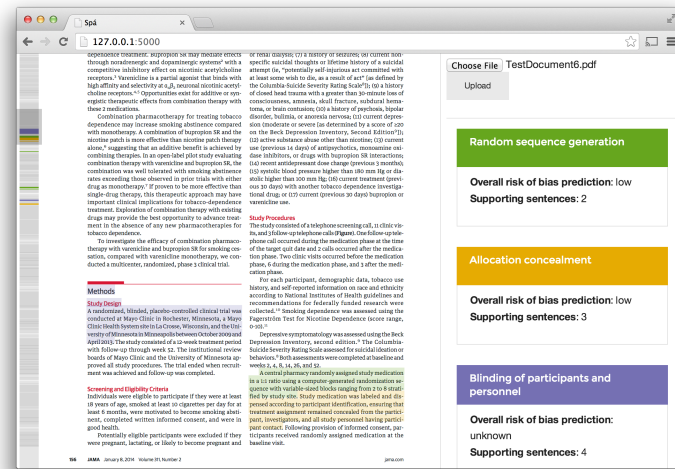 Spá
127.0.0.1:5000
dependence treatment. Bupropion SR may mediate effects
through noradrenergic and dopaminergic systems² with a
competitive inhibitory effect on nicotinic acetylcholine
receptors.³ Varenicline is a partial agonist that binds with
high affinity and selectivity at α₄β₂ neuronal nicotinic acetyl-
choline receptors.⁴,⁵ Opportunities exist for additive or syn-
ergistic therapeutic effects from combination therapy with
these 2 medications.
Combination pharmacotherapy for treating tobacco
dependence may increase smoking abstinence compared
with monotherapy. A combination of bupropion SR and the
nicotine patch is more effective than nicotine patch therapy
alone,⁶ suggesting that an additive benefit is achieved by
combining therapies. In an open-label pilot study evaluating
combination therapy with varenicline and bupropion SR, the
combination was well tolerated with smoking abstinence
rates exceeding those observed in prior trials with either
drug as monotherapy.⁷ If proven to be more effective than
single-drug therapy, this therapeutic approach may have
important clinical implications for tobacco-dependence
treatment. Exploration of combination therapy with existing
drugs may provide the best opportunity to advance treat-
ment in the absence of any new pharmacotherapies for
tobacco dependence.
To investigate the efficacy of combination pharmaco-
therapy with varenicline and bupropion SR for smoking ces-
sation, compared with varenicline monotherapy, we con-
ducted a multicenter, randomized, phase 3 clinical trial.
Methods
Study Design
A randomized, blinded, placebo-controlled clinical trial was
conducted at Mayo Clinic in Rochester, Minnesota, a Mayo
Clinic Health System site in La Crosse, Wisconsin, and the Uni-
versity of Minnesota in Minneapolis between October 2009 and
April 2013. The study consisted of a 12-week treatment period
with follow-up through week 52. The institutional review
boards of Mayo Clinic and the University of Minnesota ap-
proved all study procedures. The trial ended when recruit-
ment was achieved and follow-up was completed.
Screening and Eligibility Criteria
Individuals were eligible to participate if they were at least
18 years of age, smoked at least 10 cigarettes per day for at
least 6 months, were motivated to become smoking absti-
nent, completed written informed consent, and were in
good health.
Potentially eligible participants were excluded if they
were pregnant, lactating, or likely to become pregnant and
of renal dialysis; (7) a history of seizures; (8) current non-
specific suicidal thoughts or lifetime history of a suicidal
attempt (ie, "potentially self-injurious act committed with
at least some wish to die, as a result of act" [as defined by
the Columbia-Suicide Severity Rating Scale⁸]); (9) a history
of closed head trauma with a greater than 30-minute loss of
consciousness, amnesia, skull fracture, subdural hema-
toma, or brain contusion; (10) a history of psychosis, bipolar
disorder, bulimia, or anorexia nervosa; (11) current depres-
sion (moderate or severe [as determined by a score of ≥20
on the Beck Depression Inventory, Second Edition⁹]);
(12) active substance abuse other than nicotine; (13) current
use (previous 14 days) of antipsychotics, monoamine oxi-
dase inhibitors, or drugs with bupropion SR interactions;
(14) recent antidepressant dose change (previous 3 months);
(15) systolic blood pressure higher than 180 mm Hg or dia-
stolic higher than 100 mm Hg; (16) current treatment (previ-
ous 30 days) with another tobacco dependence investiga-
tional drug; or (17) current (previous 30 days) bupropion or
varenicline use.
Study Procedures
The study consisted of a telephone screening call, 11 clinic vis-
its, and 3 follow-up telephone calls (Figure). One follow-up tele-
phone call occurred during the medication phase at the time
of the target quit date and 2 calls occurred after the medica-
tion phase. Two clinic visits occurred before the medication
phase, 6 during the medication phase, and 2 after the medi-
cation phase.
For each participant, demographic data, tobacco use
history, and self-reported information on race and ethnicity
according to National Institutes of Health guidelines and
recommendations for federally funded research were
collected.¹⁰ Smoking dependence was assessed using the
Fagerström Test for Nicotine Dependence (score range,
0-10).¹¹
Depressive symptomatology was assessed using the Beck
Depression Inventory, second edition.⁹ The Columbia-
Suicide Severity Rating Scale assessed for suicidal ideation or
behaviors.⁸ Both assessments were completed at baseline and
weeks 2, 4, 8, 14, 26, and 52.
A central pharmacy randomly assigned study medication
in a 1:1 ratio using a computer-generated randomization se-
quence with variable-sized blocks ranging from 2 to 8 strati-
fied by study site. Study medication was labeled and dis-
pensed according to participant identification, ensuring that
treatment assignment remained concealed from the partici-
pant, investigators, and all study personnel having partici-
pant contact. Following provision of informed consent, par-
ticipants received randomly assigned medication at the
baseline visit.
156 JAMA January 8, 2014 Volume 311, Number 2
jama.com
Choose File TestDocument6.pdf
Upload
Random sequence generation
Overall risk of bias prediction: low
Supporting sentences: 2
Allocation concealment
Overall risk of bias prediction: low
Supporting sentences: 3
Blinding of participants and
personnel
Overall risk of bias prediction:
unknown
Supporting sentences: 4